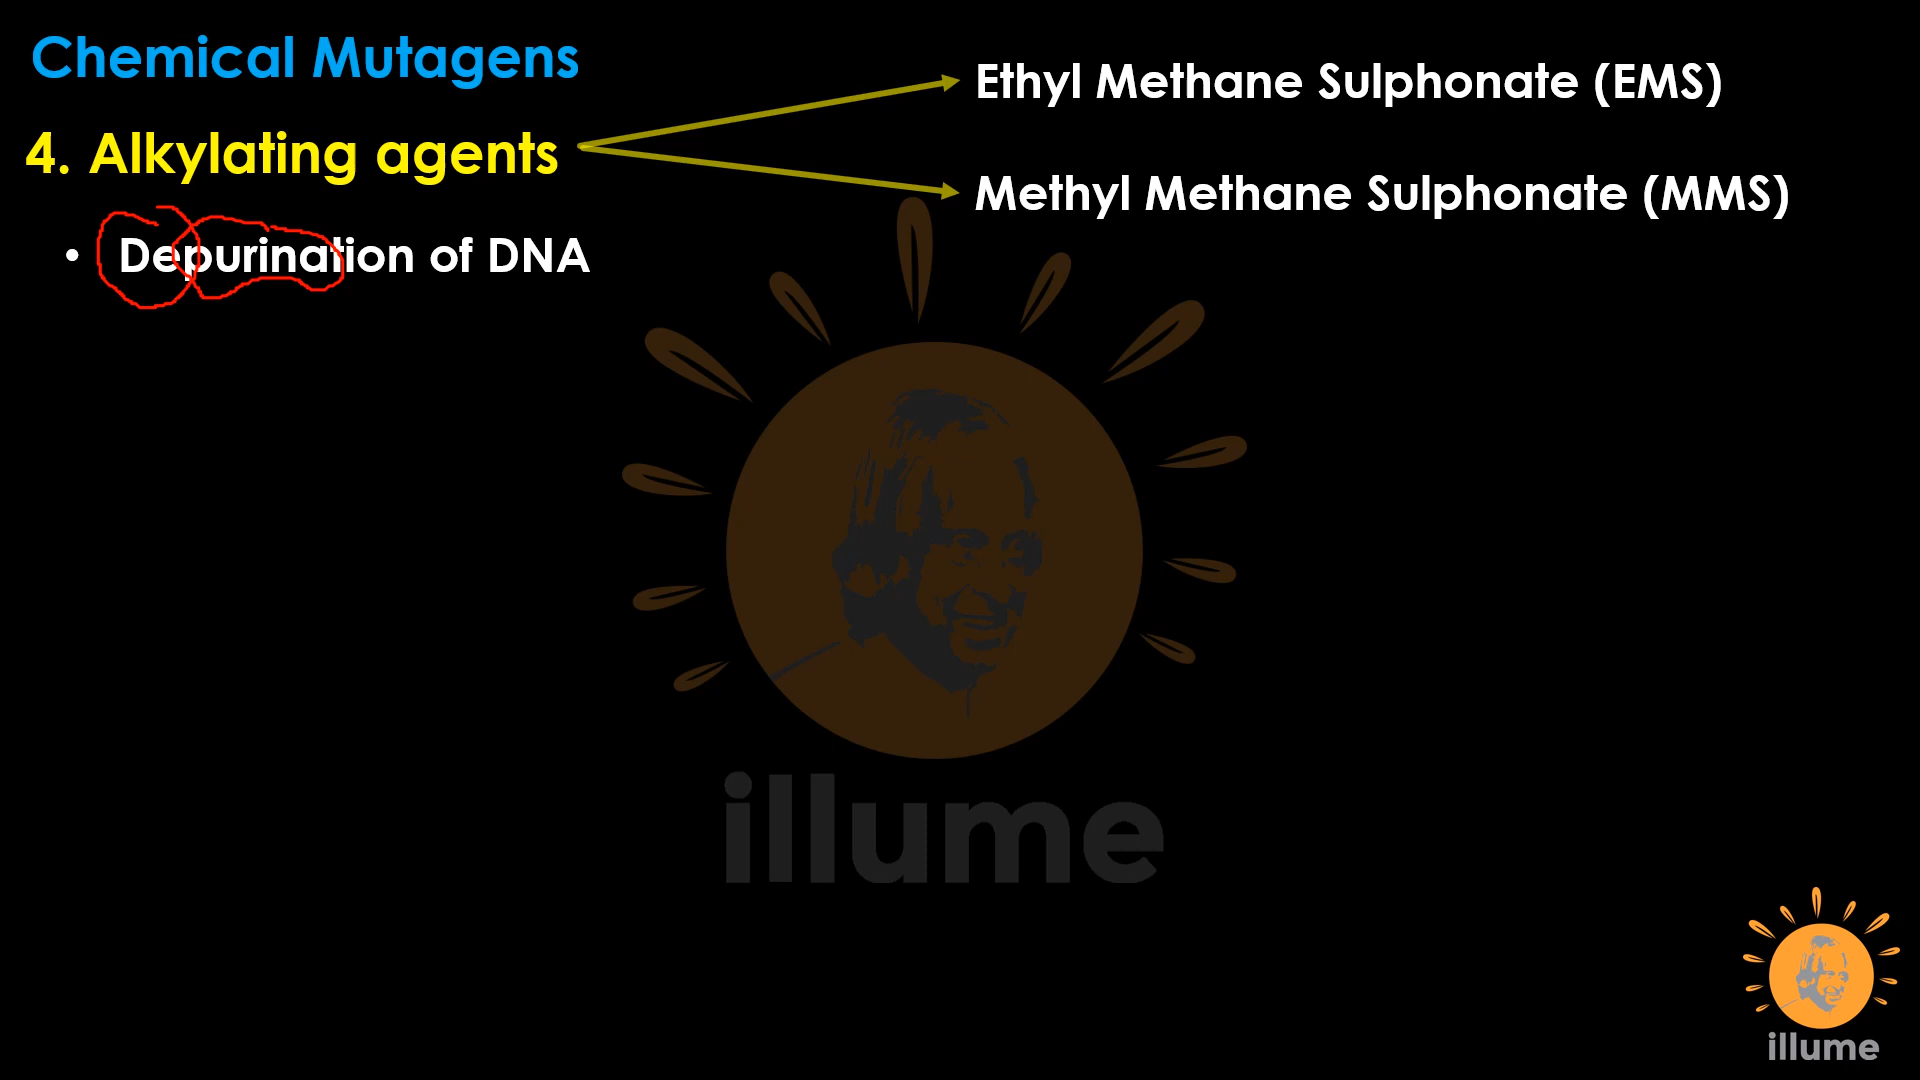 Chemical Mutagens
4. Alkylating agents
Ethyl Methane Sulphonate (EMS)
Methyl Methane Sulphonate (MMS)
• Depurination of DNA
illume
illume